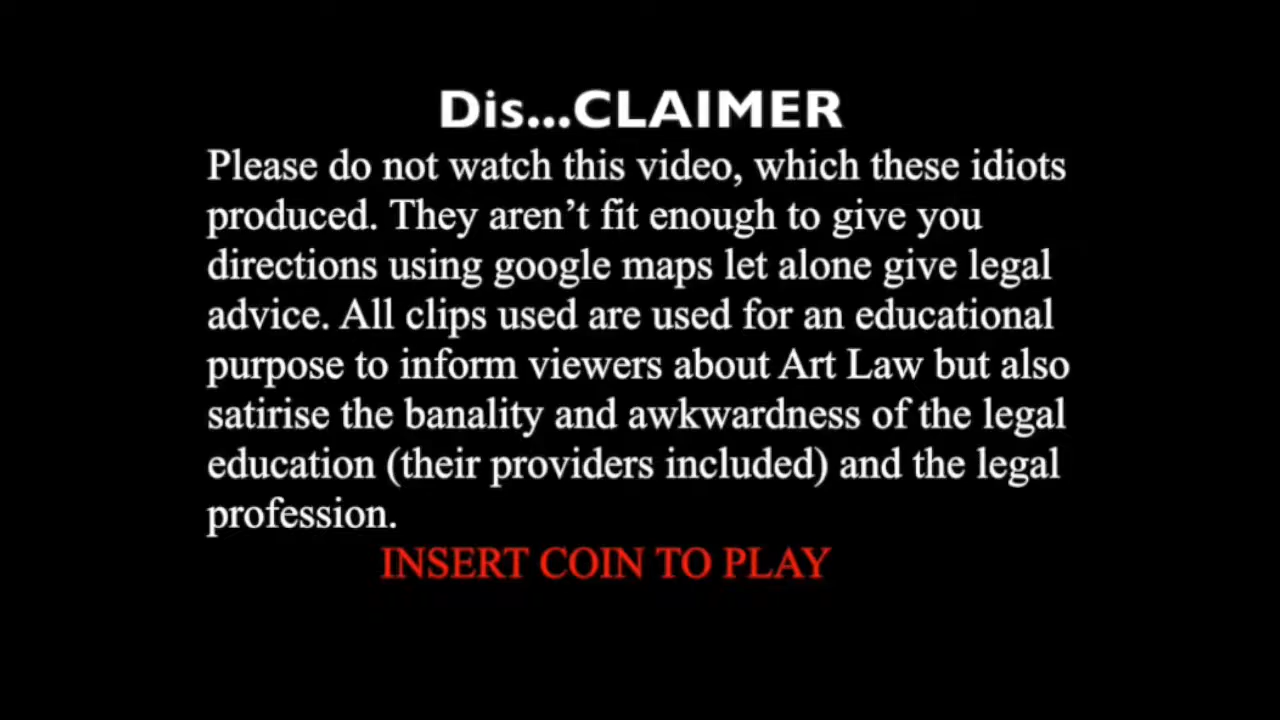 Dis...CLAIMER
Please do not watch this video, which these idiots
produced. They aren’t fit enough to give you
directions using google maps let alone give legal
advice. All clips used are used for an educational
purpose to inform viewers about Art Law but also
satirise the banality and awkwardness of the legal
education (their providers included) and the legal
profession.
INSERT COIN TO PLAY